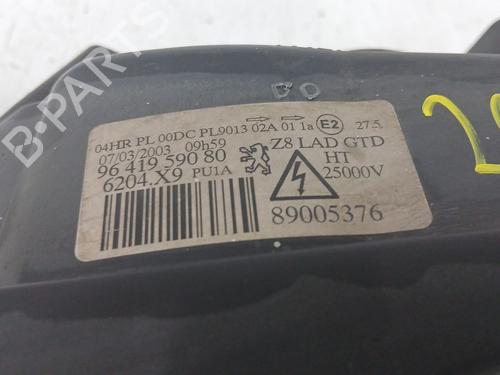 04HR PL 00DC PL9013 02A 01 1a E2 27.5
07/03/2003 09h59
Z8 LAD GTD
96 419 590 80
HT
6204.X9 PU1A
25000V
89005376
B-PARTS